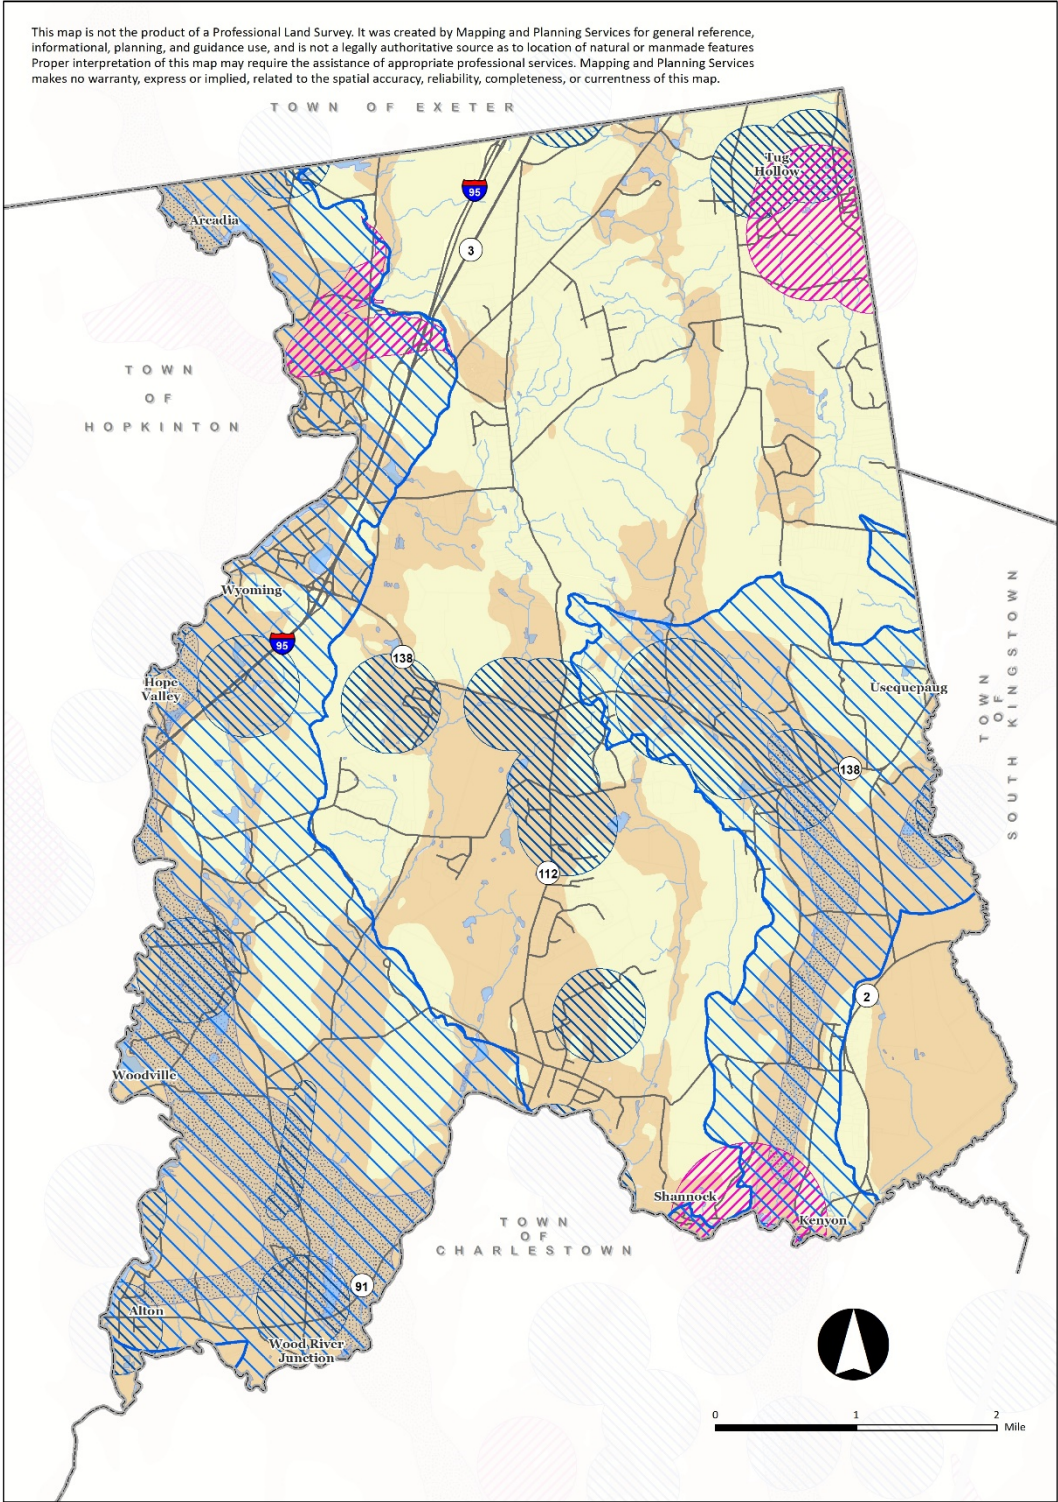 This map is not the product of a Professional Land Survey. It was created by Mapping and Planning Services for general reference,
informational, planning, and guidance use, and is not a legally authoritative source as to location of natural or manmade features
Proper interpretation of this map may require the assistance of appropriate professional services. Mapping and Planning Services
makes no warranty, express or implied, related to the spatial accuracy, reliability, completeness, or currentness of this map.
TOWN OF EXETER
Tug
Hollow
95
Arcadia
3
TOWN
OF
HOPKINTON
Wyoming
95
138
Hope
Valley
Usequepaug
TOWN
OF
SOUTH KINGSTOWN
138
112
2
Woodville
Shannock
Kenyon
TOWN
OF
CHARLESTOWN
91
Alton
Wood River
Junction
0 1 2
Mile